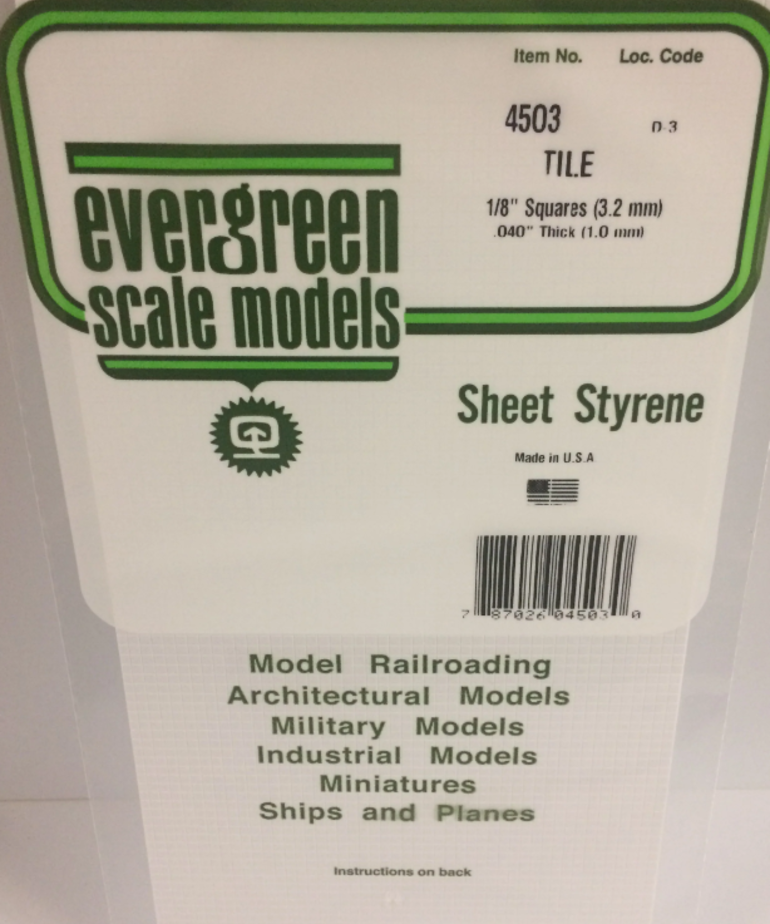 Item No. Loc. Code
4503 D-3
TILE
1/8" Squares (3.2 mm)
.040" Thick (1.0 mm)
evergreen
scale models
Sheet Styrene
Made in U.S.A
7 87026 04503 0
Model Railroading
Architectural Models
Military Models
Industrial Models
Miniatures
Ships and Planes
Instructions on back